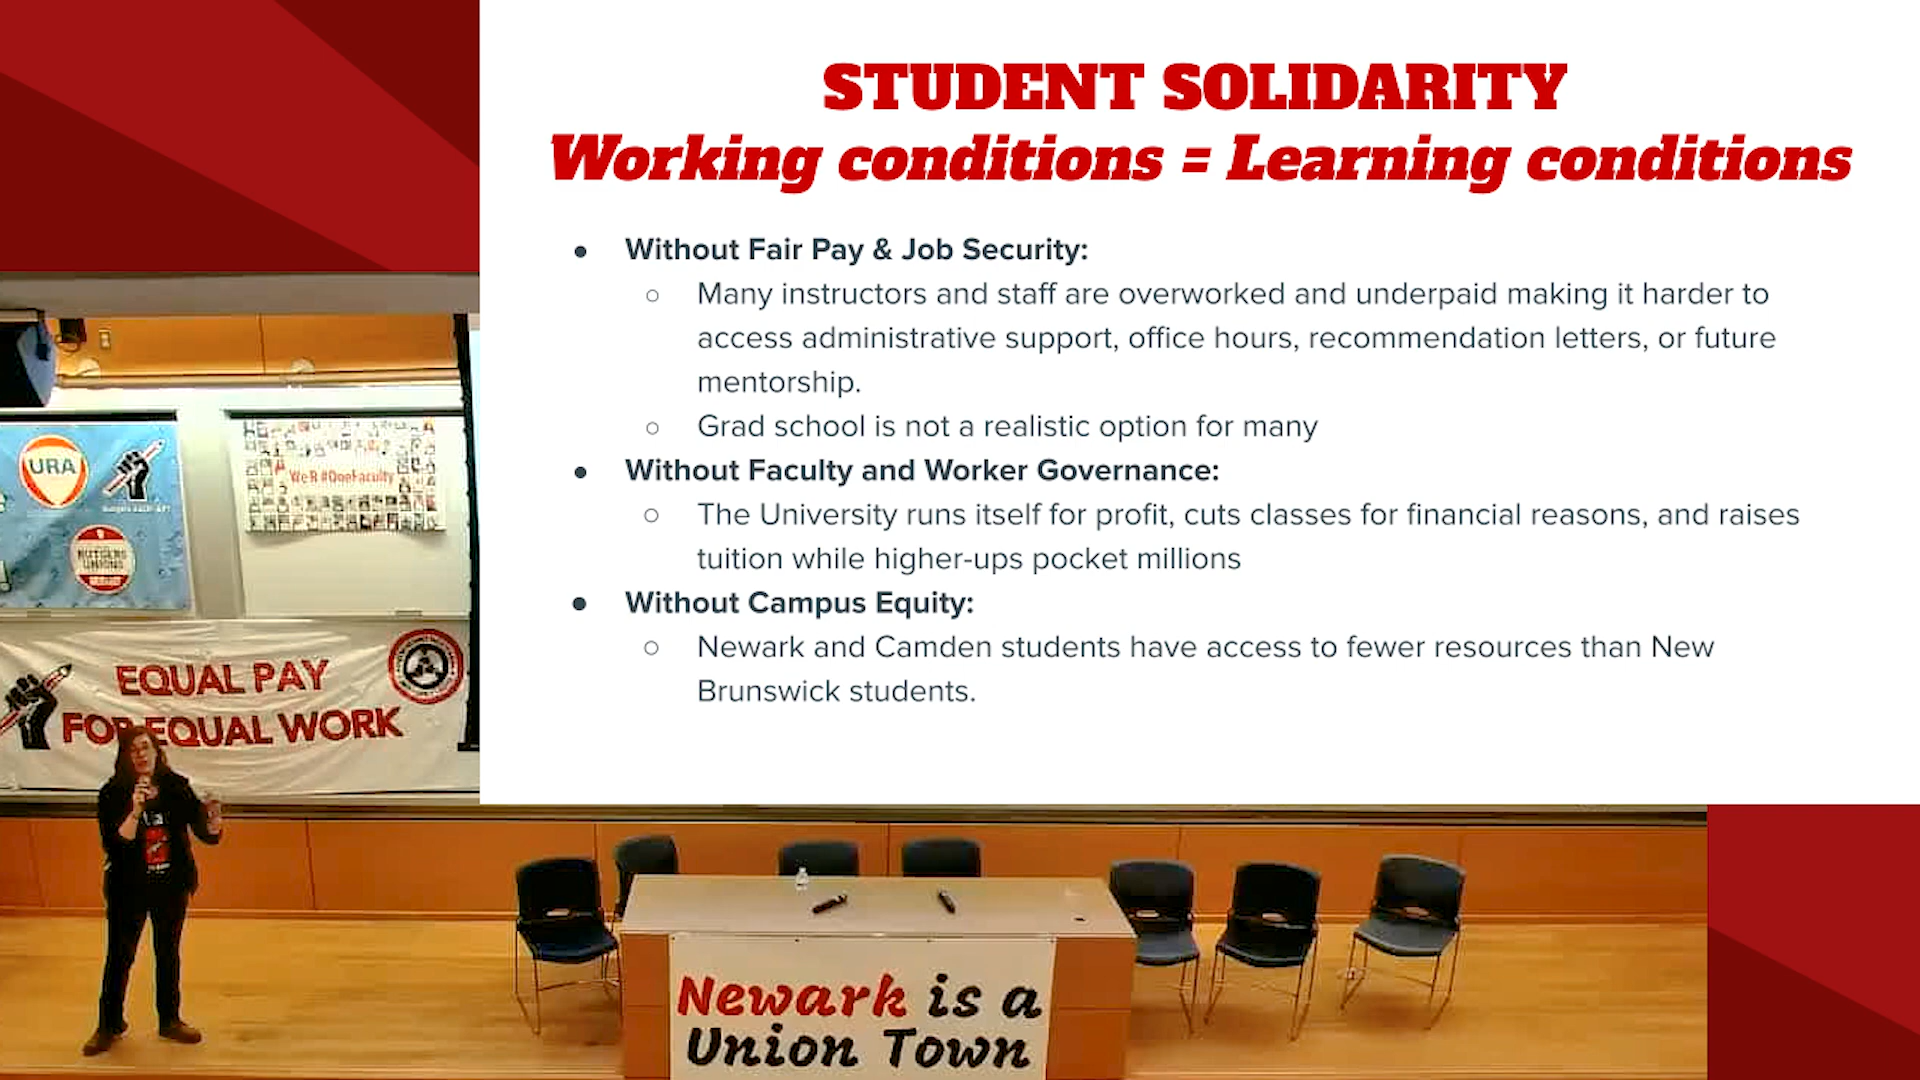 STUDENT SOLIDARITY
Working conditions = Learning conditions
● Without Fair Pay & Job Security:
○ Many instructors and staff are overworked and underpaid making it harder to
access administrative support, office hours, recommendation letters, or future
mentorship.
○ Grad school is not a realistic option for many
● Without Faculty and Worker Governance:
○ The University runs itself for profit, cuts classes for financial reasons, and raises
tuition while higher-ups pocket millions
● Without Campus Equity:
○ Newark and Camden students have access to fewer resources than New
Brunswick students.
URA
RUTGERS
UNIONS
WeR #OneFaculty
EQUAL PAY
FOR EQUAL WORK
Newark is a
Union Town